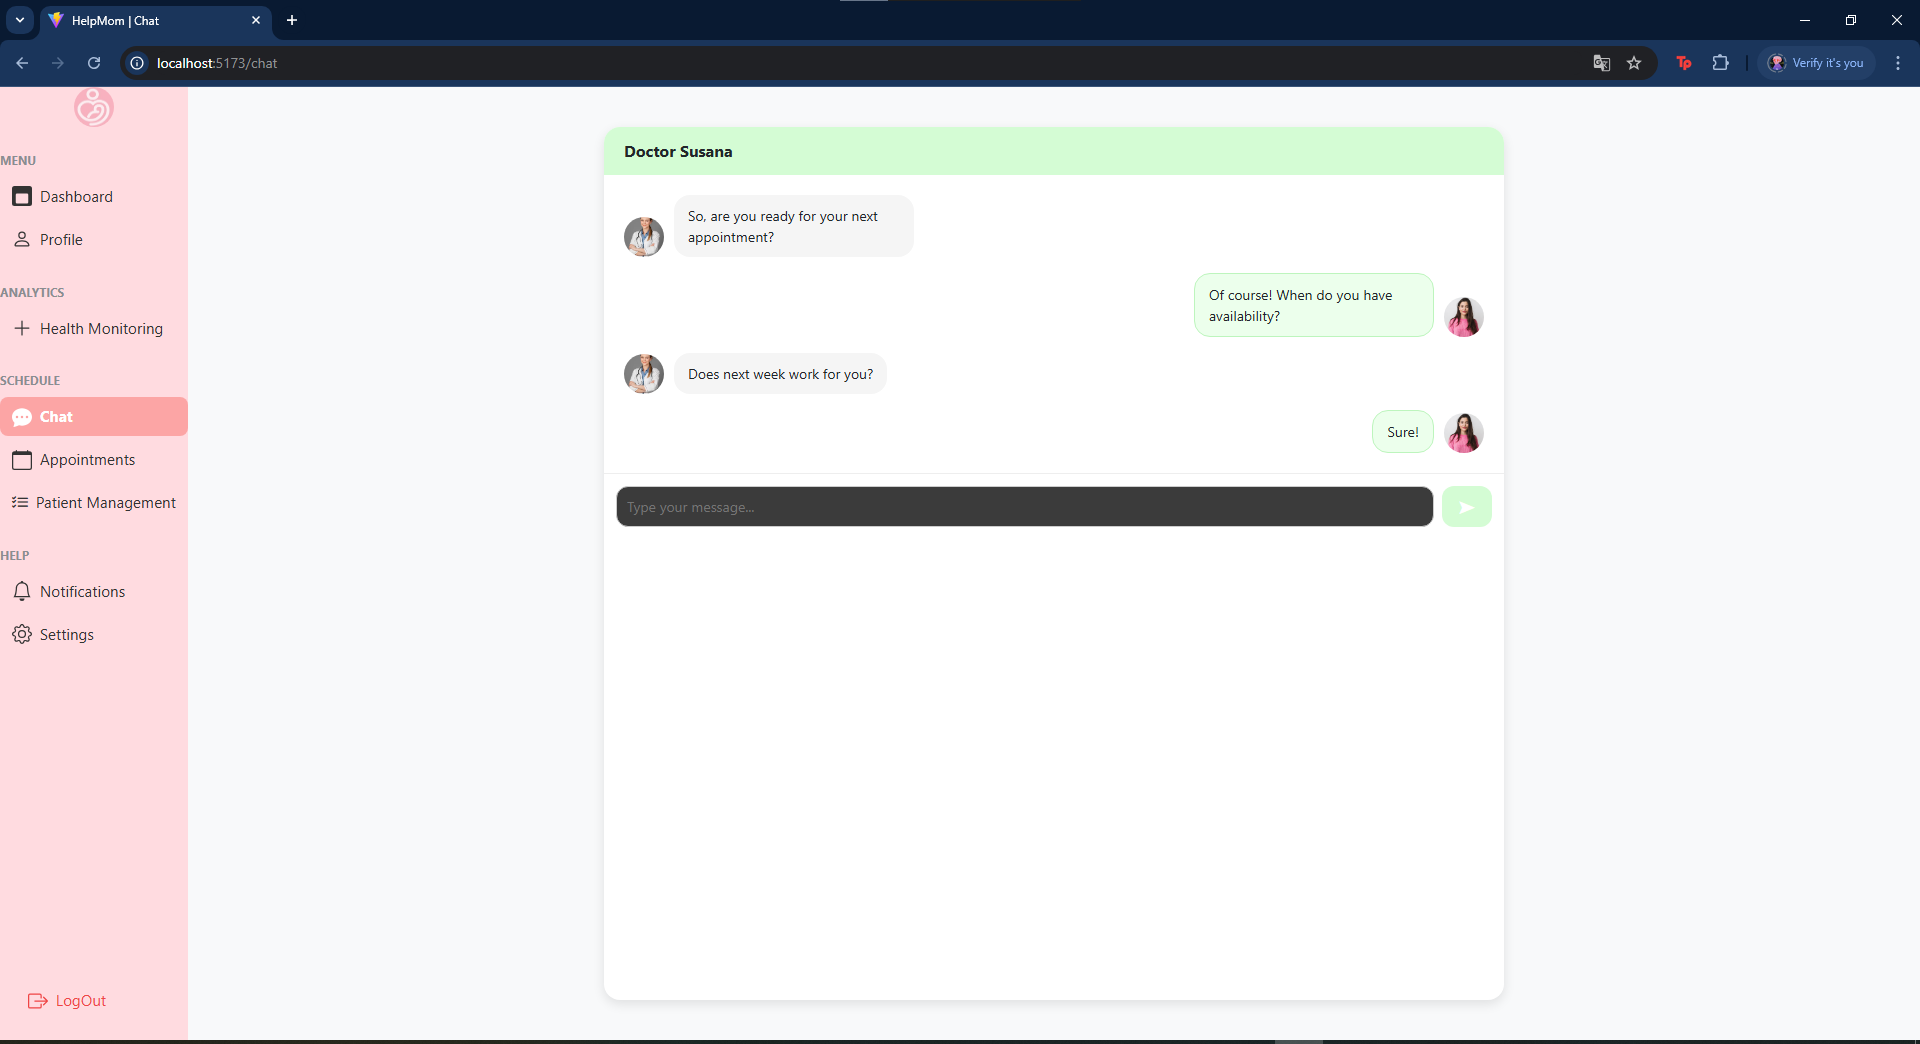 HelpMom | Chat
localhost:5173/chat
Tp
Verify it's you
MENU
Dashboard
Profile
ANALYTICS
Health Monitoring
SCHEDULE
Chat
Appointments
Patient Management
HELP
Notifications
Settings
LogOut
Doctor Susana
So, are you ready for your next
appointment?
Of course! When do you have
availability?
Does next week work for you?
Sure!
Type your message...